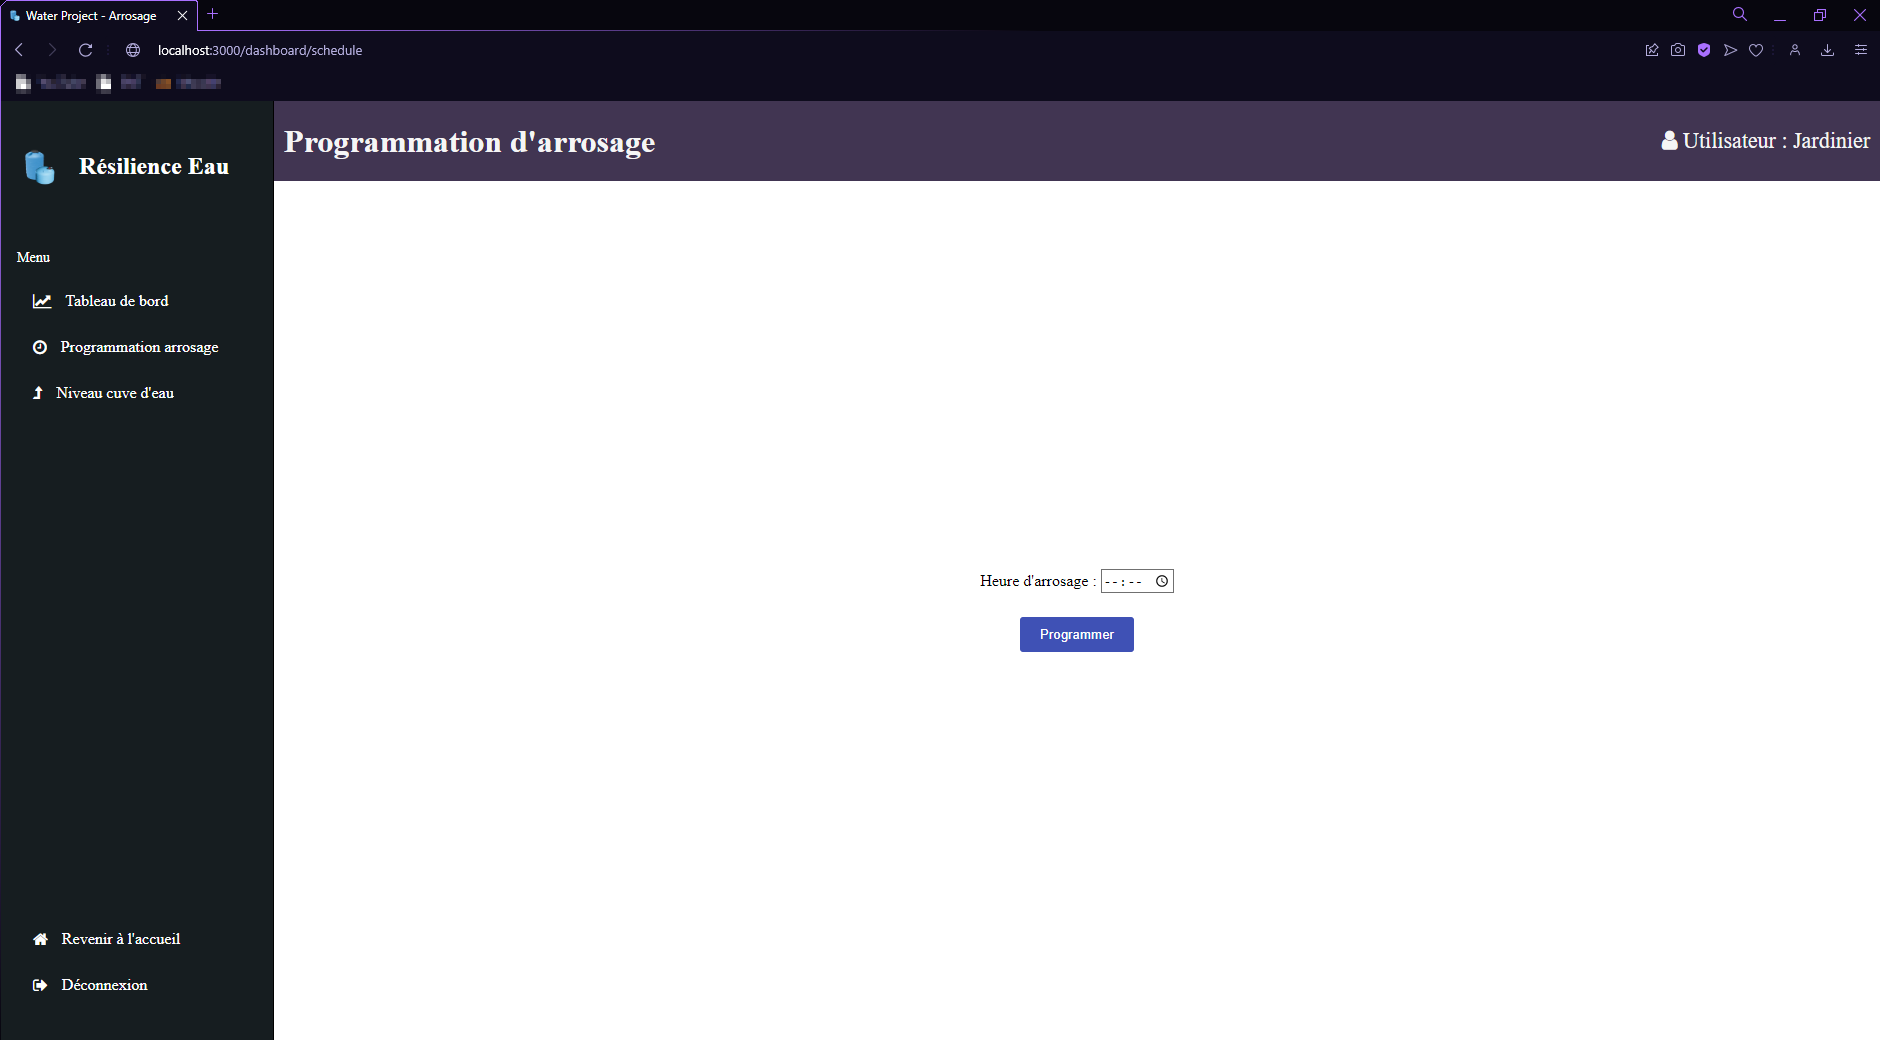 Water Project - Arrosage
localhost:3000/dashboard/schedule
Résilience Eau
Programmation d'arrosage
Utilisateur : Jardinier
Menu
Tableau de bord
Programmation arrosage
Niveau cuve d'eau
Heure d'arrosage : --:--
Programmer
Revenir à l'accueil
Déconnexion